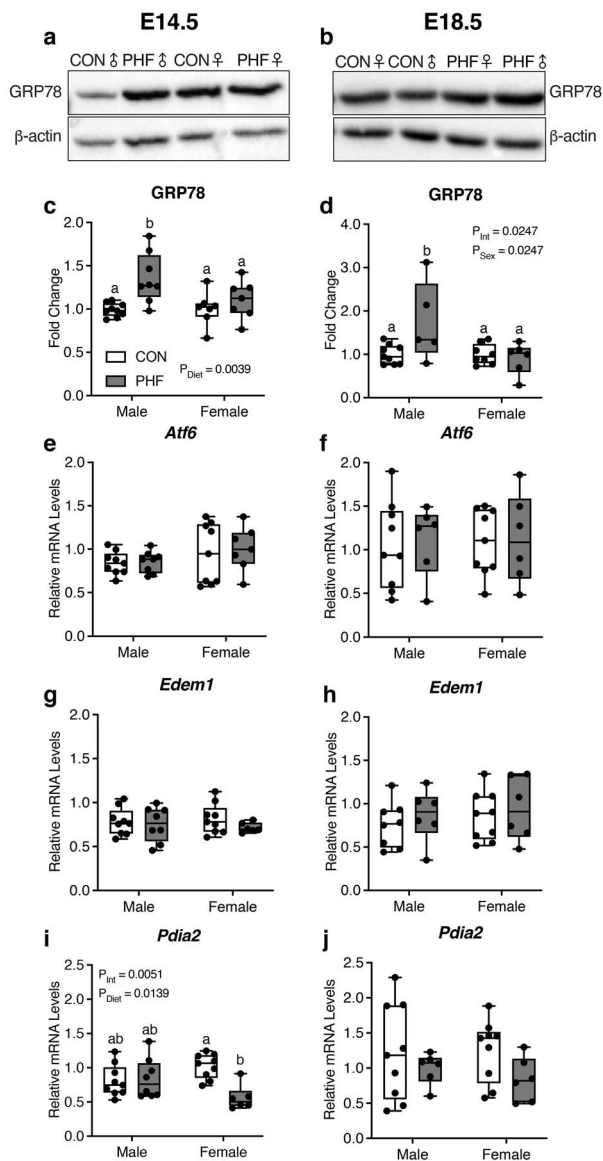 E14.5
E18.5
a
CON♂ PHF♂ CON♀ PHF♀
GRP78
β-actin
b
CON♀ CON♂ PHF♀ PHF♂
GRP78
β-actin
c
GRP78
Fold Change
2.0
1.5
1.0
0.5
0.0
a
b
a
a
CON
PHF
PDiet = 0.0039
Male
Female
d
GRP78
Fold Change
4.0
3.0
2.0
1.0
0.0
a
b
a
a
PInt = 0.0247
PSex = 0.0247
Male
Female
e
Atf6
Relative mRNA Levels
2.0
1.5
1.0
0.5
0.0
Male
Female
f
Atf6
Relative mRNA Levels
2.0
1.5
1.0
0.5
0.0
Male
Female
g
Edem1
Relative mRNA Levels
2.0
1.5
1.0
0.5
0.0
Male
Female
h
Edem1
Relative mRNA Levels
2.0
1.5
1.0
0.5
0.0
Male
Female
i
Pdia2
Relative mRNA Levels
2.5
2.0
1.5
1.0
0.5
0.0
PInt = 0.0051
PDiet = 0.0139
ab
ab
a
b
Male
Female
j
Pdia2
Relative mRNA Levels
2.5
2.0
1.5
1.0
0.5
0.0
Male
Female